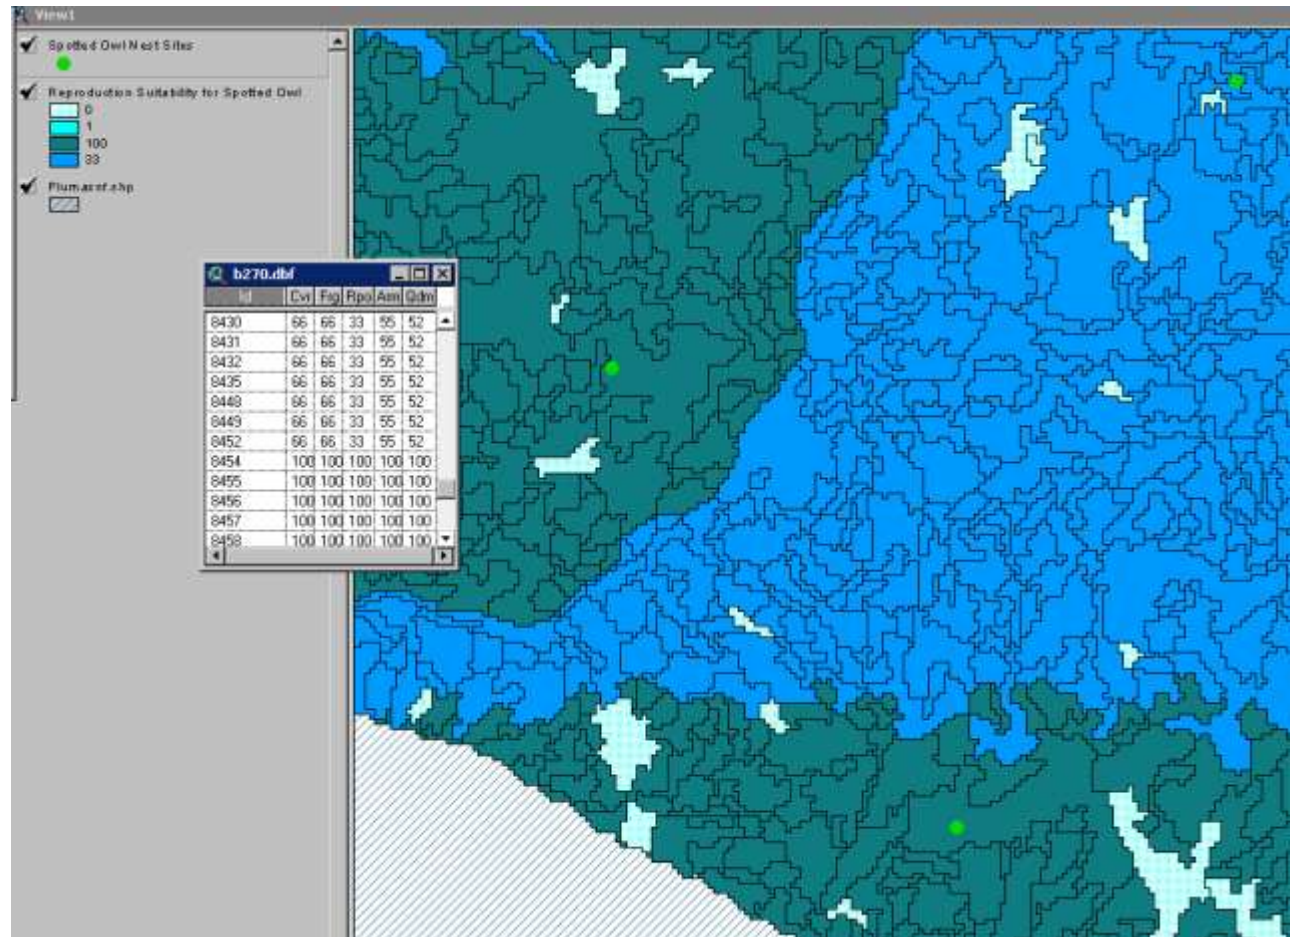 View1
Spotted Owl Nest Sites
Reproduction Suitability for Spotted Owl
0
1
100
33
Plumasnf.shp
b270.dbf
Id Cvr Frg Rpo Arm Qdm
8430 66 66 33 55 52
8431 66 66 33 55 52
8432 66 66 33 55 52
8435 66 66 33 55 52
8448 66 66 33 55 52
8449 66 66 33 55 52
8452 66 66 33 55 52
8454 100 100 100 100 100
8455 100 100 100 100 100
8456 100 100 100 100 100
8457 100 100 100 100 100
8458 100 100 100 100 100